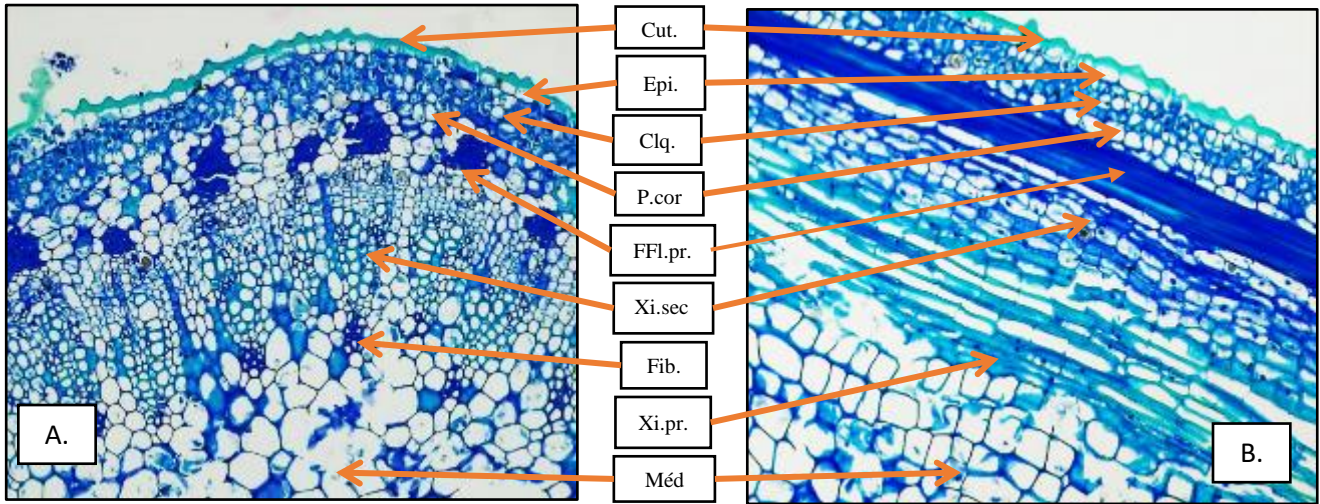 Cut.
Epi.
Clq.
P.cor
FFl.pr.
Xi.sec
Fib.
Xi.pr.
Méd
A.
B.